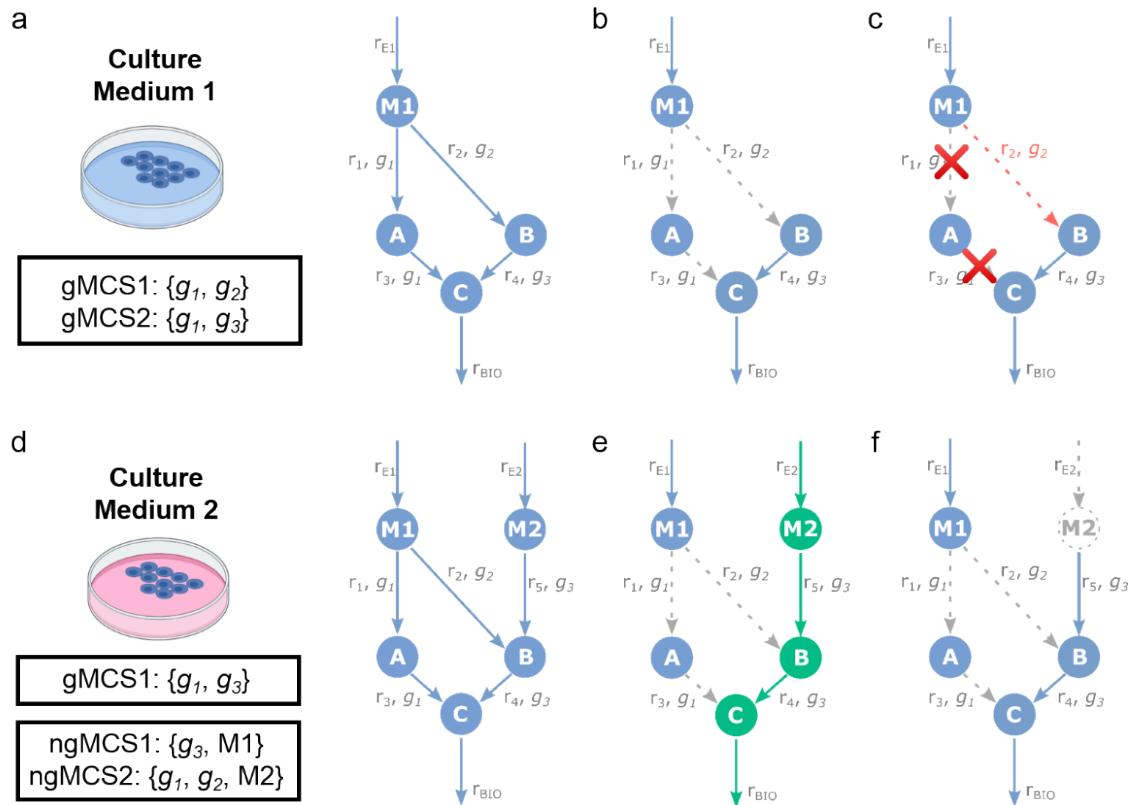 a
Culture
Medium 1
gMCS1: {g1, g2}
gMCS2: {g1, g3}
rE1
M1
r1, g1
r2, g2
A
B
r3, g1
r4, g3
C
rBIO
b
rE1
M1
r1, g1
r2, g2
A
B
r3, g1
r4, g3
C
rBIO
c
rE1
M1
r1, g
r2, g2
A
B
r3, g1
r4, g3
C
rBIO
d
Culture
Medium 2
gMCS1: {g1, g3}
ngMCS1: {g3, M1}
ngMCS2: {g1, g2, M2}
rE1
rE2
M1
M2
r1, g1
r2, g2
r5, g3
A
B
r3, g1
r4, g3
C
rBIO
e
rE1
rE2
M1
M2
r1, g1
r2, g2
r5, g3
A
B
r3, g1
r4, g3
C
rBIO
f
rE1
rE2
M1
M2
r1, g1
r2, g2
r5, g3
A
B
r3, g1
r4, g3
C
rBIO